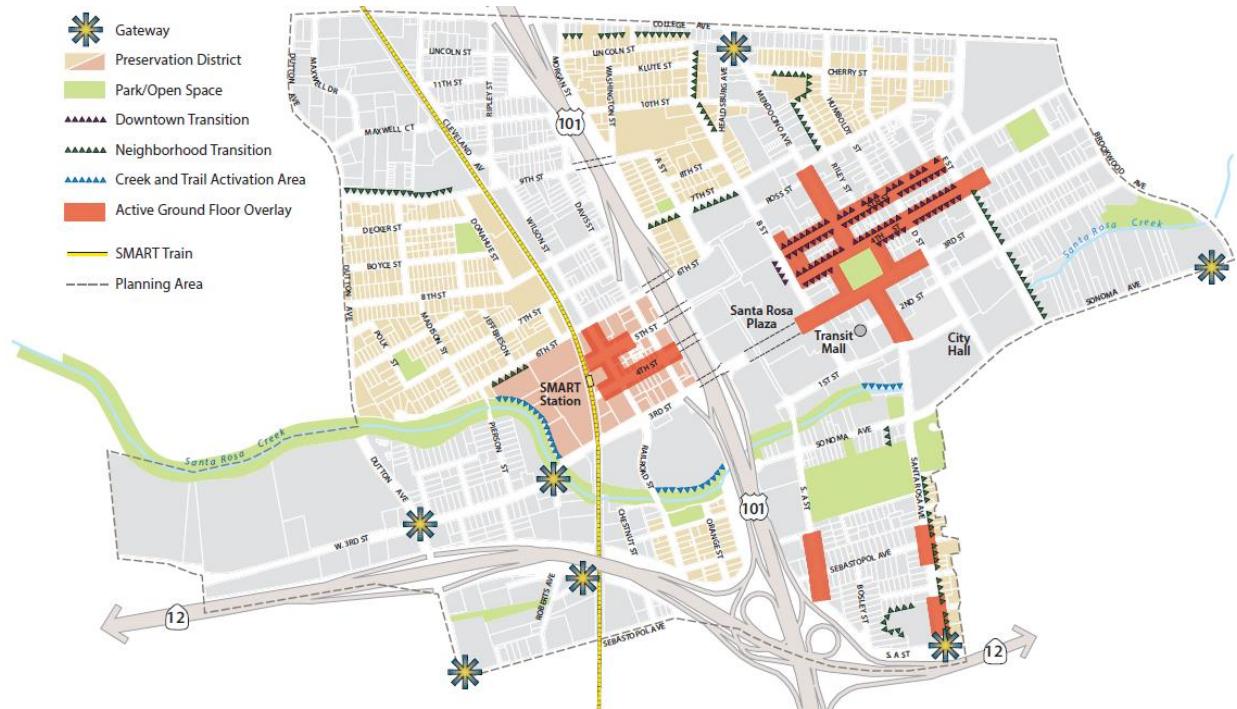 Gateway
Preservation District
Park/Open Space
Downtown Transition
Neighborhood Transition
Creek and Trail Activation Area
Active Ground Floor Overlay
SMART Train
Planning Area
COLLEGE AVE
DUTTON AVE
MAXWELL DR
LINCOLN ST
11TH ST
RIPLEY ST
MORGAN ST
LINCOLN ST
WASHINGTON ST
KLUTE ST
10TH ST
HEALDSBURG AVE
MENDOCINO AVE
CHERRY ST
HUMBOLDT ST
MAXWELL CT
CLEVELAND AV
101
9TH ST
A ST
8TH ST
7TH ST
ROSS ST
RILEY ST
E ST
BROOKWOOD AVE
DAVIS ST
WILSON ST
DECKER ST
DONAHUE ST
BOYCE ST
DUTTON AVE
8TH ST
B ST
6TH ST
4TH ST
D ST
3RD ST
Santa Rosa Creek
SONOMA AVE
7TH ST
POLK ST
MADISON ST
JEFFERSON
6TH ST
5TH ST
4TH ST
Santa Rosa
Plaza
2ND ST
Transit
Mall
City
Hall
SMART
Station
3RD ST
1ST ST
SONOMA AVE
Santa Rosa Creek
PIERSON ST
RAILROAD ST
DUTTON AVE
S. A ST
SANTA ROSA AVE
101
W. 3RD ST
CHESTNUT ST
ORANGE ST
SEBASTOPOL AVE
BOSLEY ST
ROBERTS AVE
12
SEBASTOPOL AVE
S. A ST
12